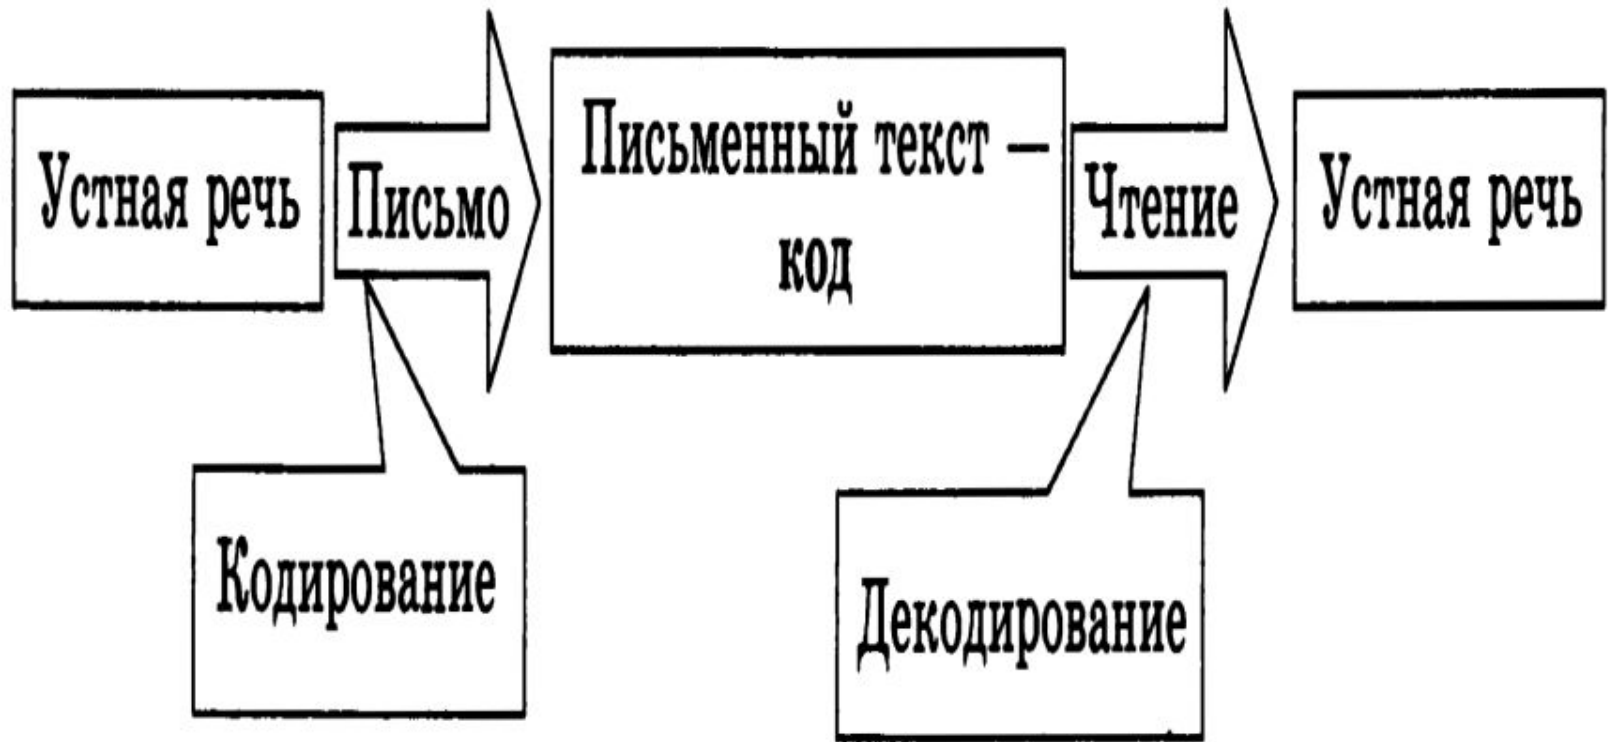 Устная речь
Письмо
Письменный текст —
код
Чтение
Устная речь
Кодирование
Декодирование